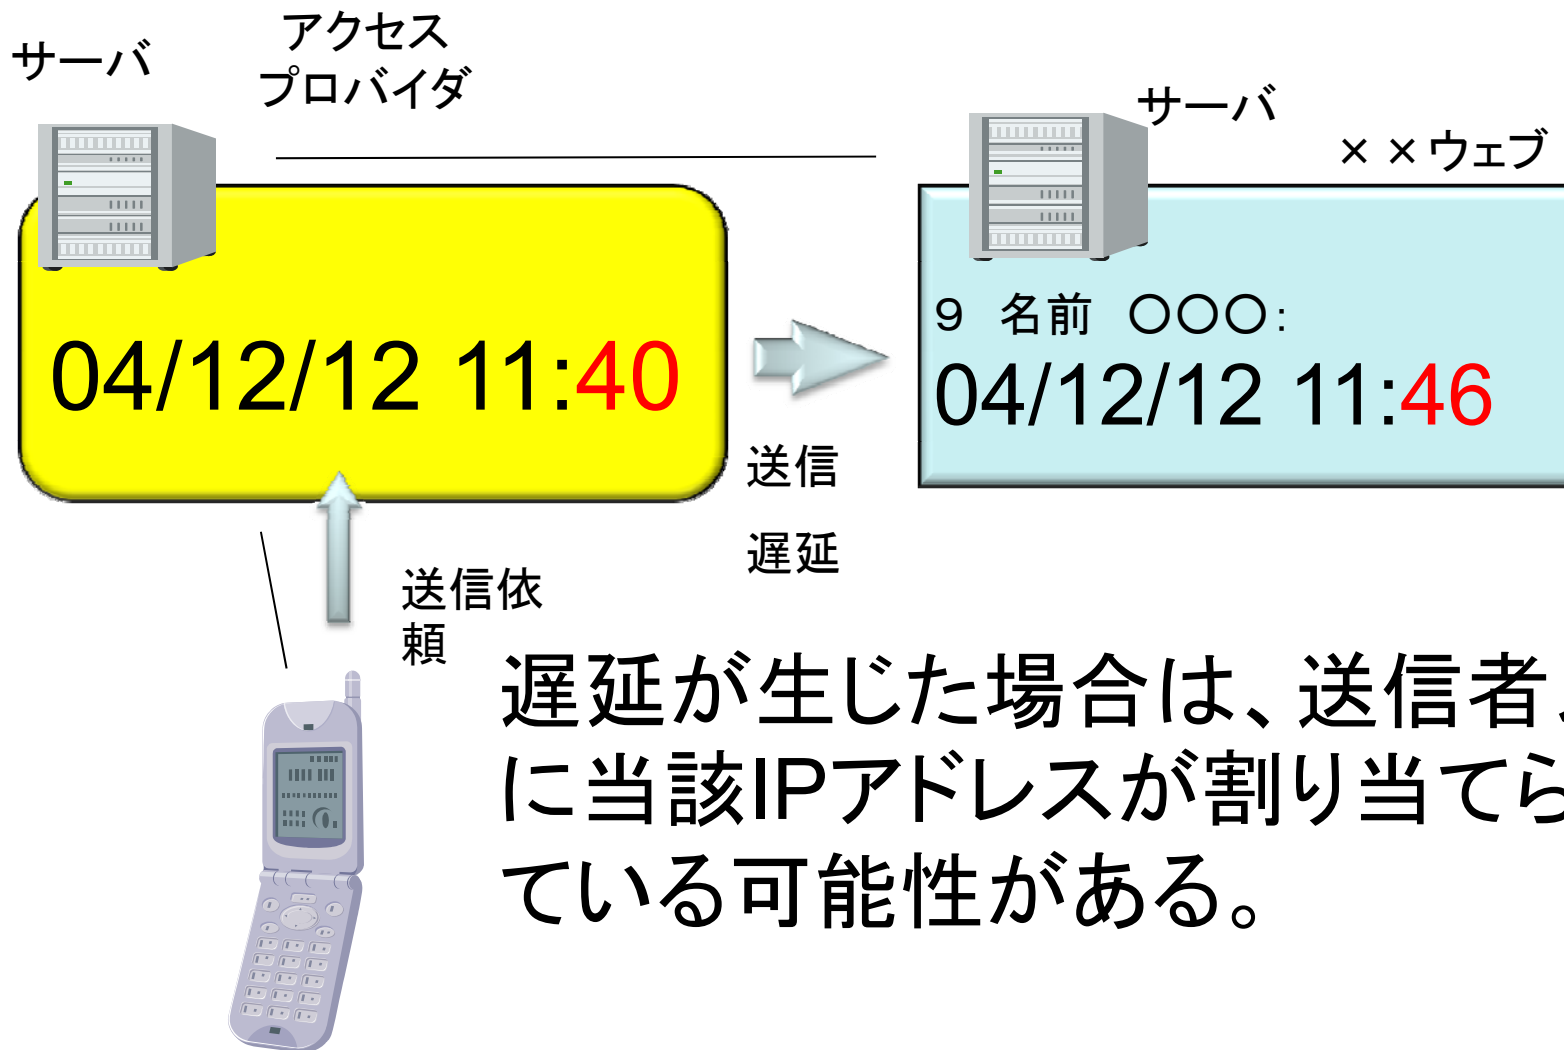 サーバ
アクセス
プロバイダ
サーバ
××ウェブ
04/12/12 11:40
9 名前 〇〇〇:
04/12/12 11:46
送信
遅延
送信依
頼
遅延が生じた場合は、送信者
に当該IPアドレスが割り当てら
ている可能性がある。